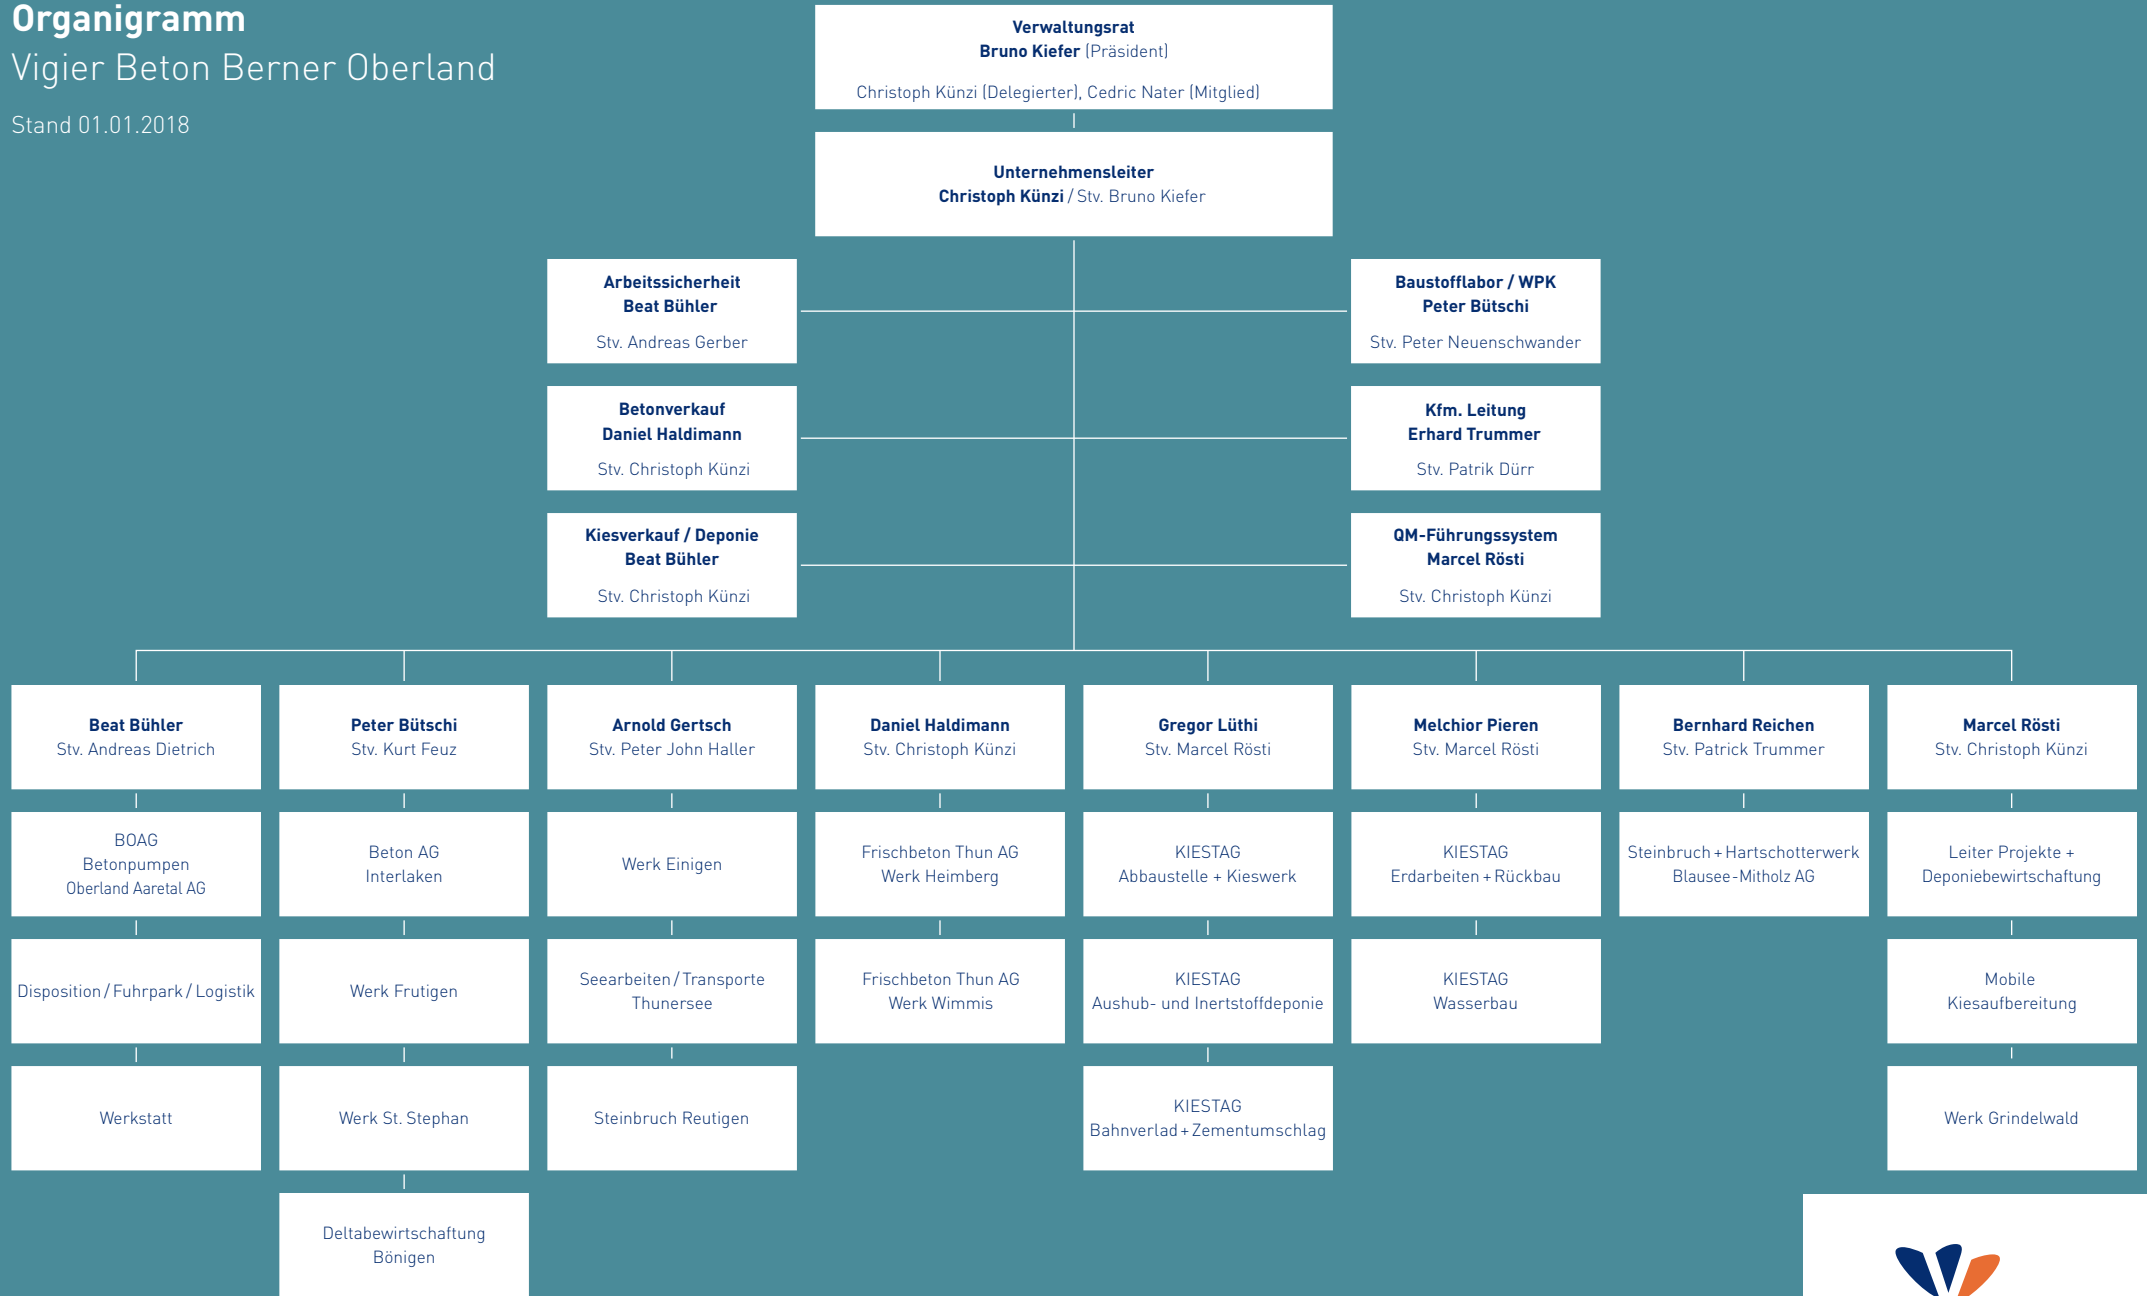 Organigramm
Vigier Beton Berner Oberland
Stand 01.01.2018
Verwaltungsrat
Bruno Kiefer (Präsident)
Christoph Künzi (Delegierter), Cedric Nater (Mitglied)
Unternehmensleiter
Christoph Künzi / Stv. Bruno Kiefer
Arbeitssicherheit
Beat Bühler
Stv. Andreas Gerber
Baustofflabor / WPK
Peter Bütschi
Stv. Peter Neuenschwander
Betonverkauf
Daniel Haldimann
Stv. Christoph Künzi
Kfm. Leitung
Erhard Trummer
Stv. Patrik Dürr
Kiesverkauf / Deponie
Beat Bühler
Stv. Christoph Künzi
QM-Führungssystem
Marcel Rösti
Stv. Christoph Künzi
Beat Bühler
Stv. Andreas Dietrich
Peter Bütschi
Stv. Kurt Feuz
Arnold Gertsch
Stv. Peter John Haller
Daniel Haldimann
Stv. Christoph Künzi
Gregor Lüthi
Stv. Marcel Rösti
Melchior Pieren
Stv. Marcel Rösti
Bernhard Reichen
Stv. Patrick Trummer
Marcel Rösti
Stv. Christoph Künzi
BOAG
Betonpumpen
Oberland Aaretal AG
Beton AG
Interlaken
Werk Einigen
Frischbeton Thun AG
Werk Heimberg
KIESTAG
Abbaustelle + Kieswerk
KIESTAG
Erdarbeiten + Rückbau
Steinbruch + Hartschotterwerk
Blausee-Mitholz AG
Leiter Projekte +
Deponiebewirtschaftung
Disposition / Fuhrpark / Logistik
Werk Frutigen
Seearbeiten / Transporte
Thunersee
Frischbeton Thun AG
Werk Wimmis
KIESTAG
Aushub- und Inertstoffdeponie
KIESTAG
Wasserbau
Mobile
Kiesaufbereitung
Werkstatt
Werk St. Stephan
Steinbruch Reutigen
KIESTAG
Bahnverlad + Zementumschlag
Werk Grindelwald
Deltabewirtschaftung
Bönigen